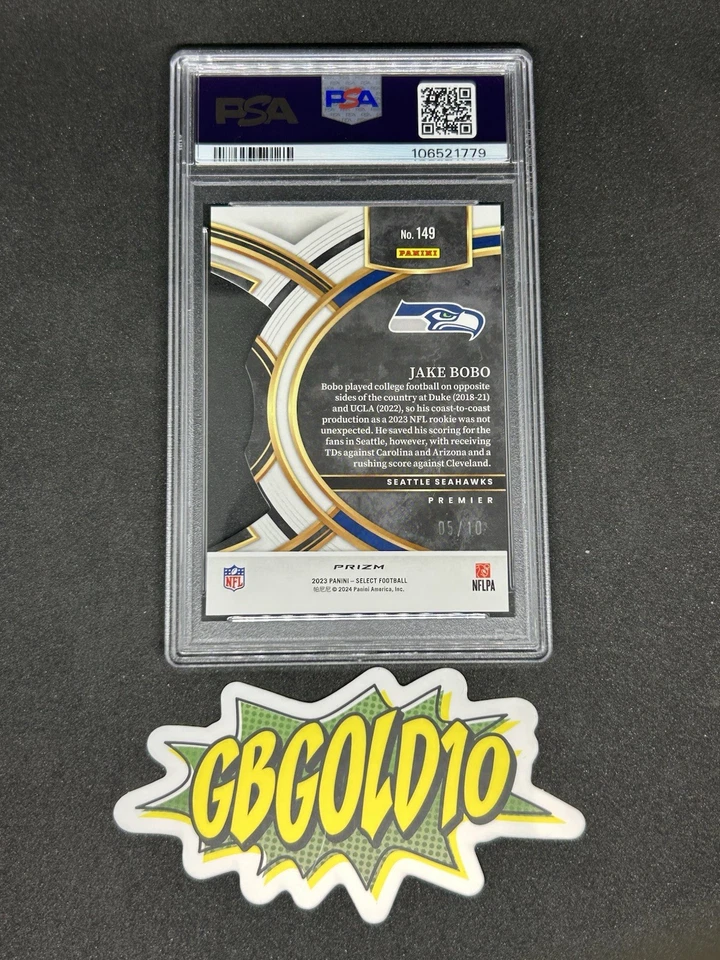 PSA
PSA
106521779
No. 149
PANINI
JAKE BOBO
Bobo played college football on opposite
sides of the country at Duke (2018-21)
and UCLA (2022), so his coast-to-coast
production as a 2023 NFL rookie was not
unexpected. He saved his scoring for the
fans in Seattle, however, with receiving
TDs against Carolina and Arizona and a
rushing score against Cleveland.
SEATTLE SEAHAWKS
PREMIER
05/10
PRIZM
NFL
2023 PANINI – SELECT FOOTBALL
帕尼尼 © 2024 Panini America, Inc.
NFLPA
GBGOLD10